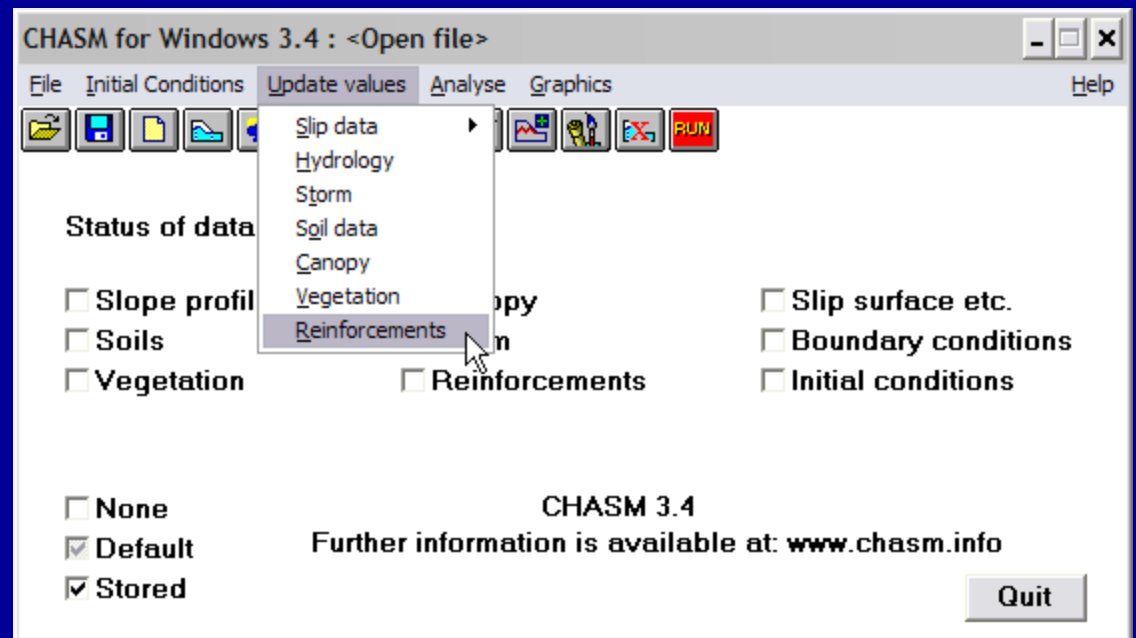 CHASM for Windows 3.4 : <Open file>
File Initial Conditions Update values Analyse Graphics Help
RUN
Slip data
Hydrology
Storm
Soil data
Canopy
Vegetation
Reinforcements
Status of data
Slope profil py Slip surface etc.
Soils m Boundary conditions
Vegetation Reinforcements Initial conditions
None
Default
Stored
CHASM 3.4
Further information is available at: www.chasm.info
Quit